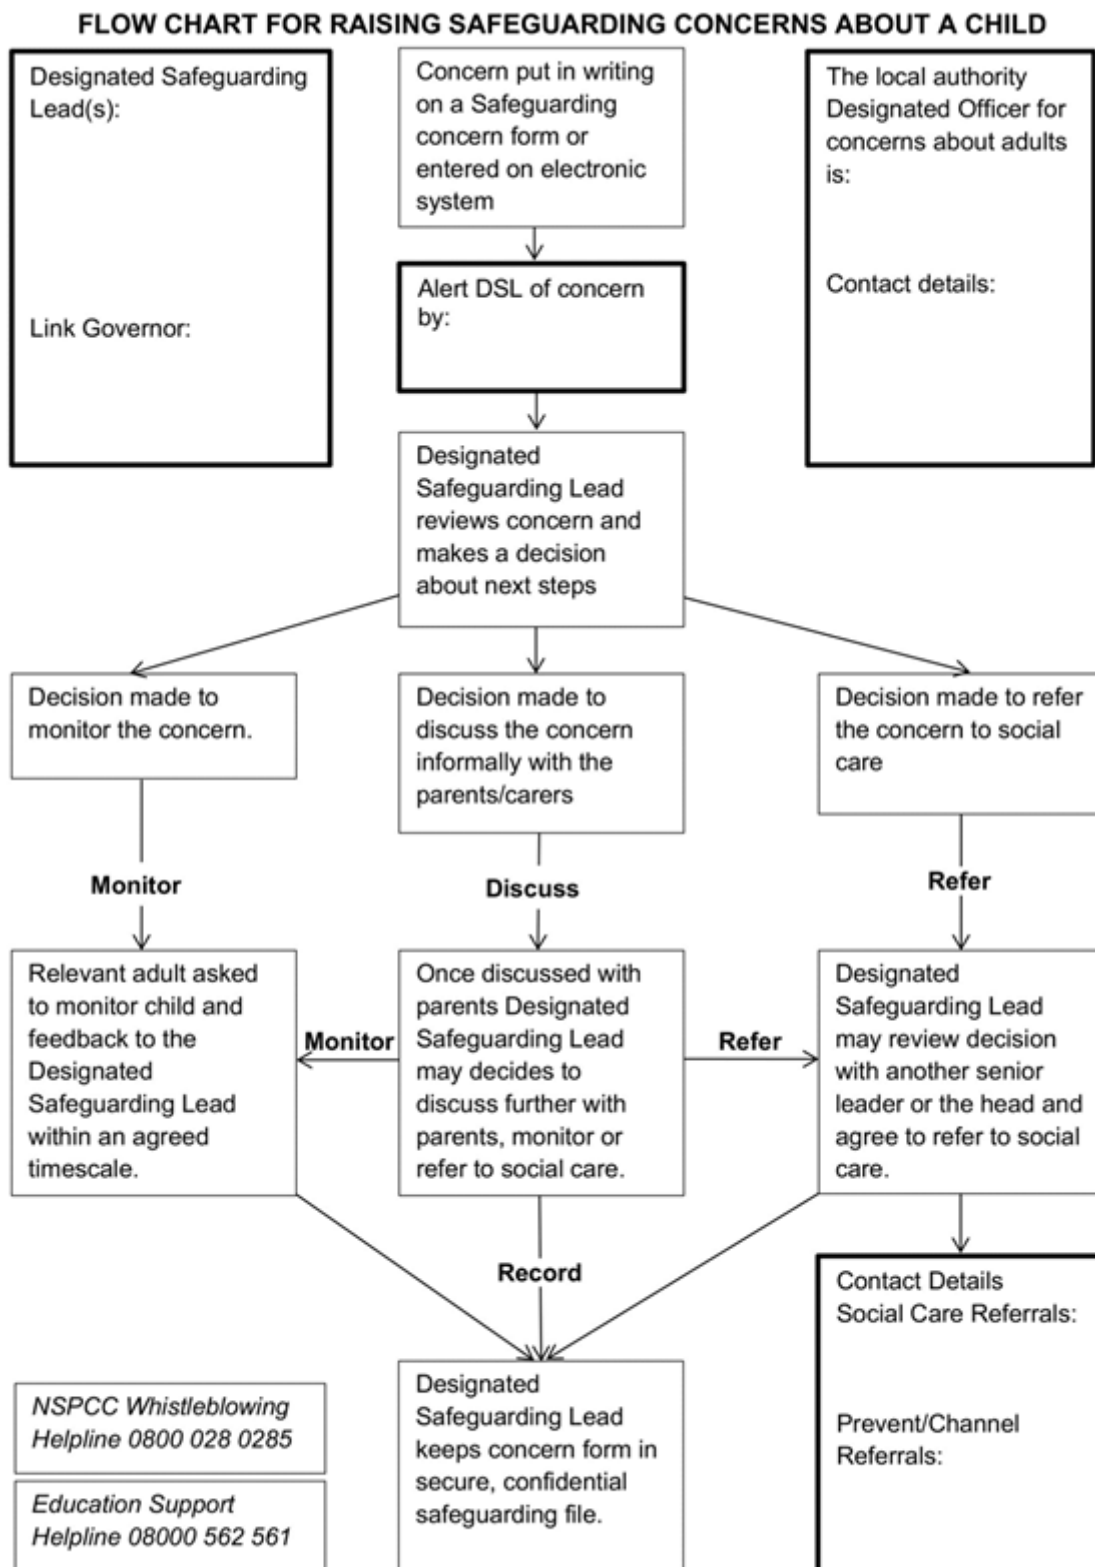 FLOW CHART FOR RAISING SAFEGUARDING CONCERNS ABOUT A CHILD
Designated Safeguarding
Lead(s):
Link Governor:
Concern put in writing
on a Safeguarding
concern form or
entered on electronic
system
The local authority
Designated Officer for
concerns about adults
is:
Contact details:
Alert DSL of concern
by:
Designated
Safeguarding Lead
reviews concern and
makes a decision
about next steps
Decision made to
monitor the concern.
Decision made to
discuss the concern
informally with the
parents/carers
Decision made to refer
the concern to social
care
Monitor
Discuss
Refer
Relevant adult asked
to monitor child and
feedback to the
Designated
Safeguarding Lead
within an agreed
timescale.
Monitor
Once discussed with
parents Designated
Safeguarding Lead
may decides to
discuss further with
parents, monitor or
refer to social care.
Refer
Designated
Safeguarding Lead
may review decision
with another senior
leader or the head and
agree to refer to social
care.
Record
Contact Details
Social Care Referrals:
Prevent/Channel
Referrals:
NSPCC Whistleblowing
Helpline 0800 028 0285
Education Support
Helpline 08000 562 561
Designated
Safeguarding Lead
keeps concern form in
secure, confidential
safeguarding file.